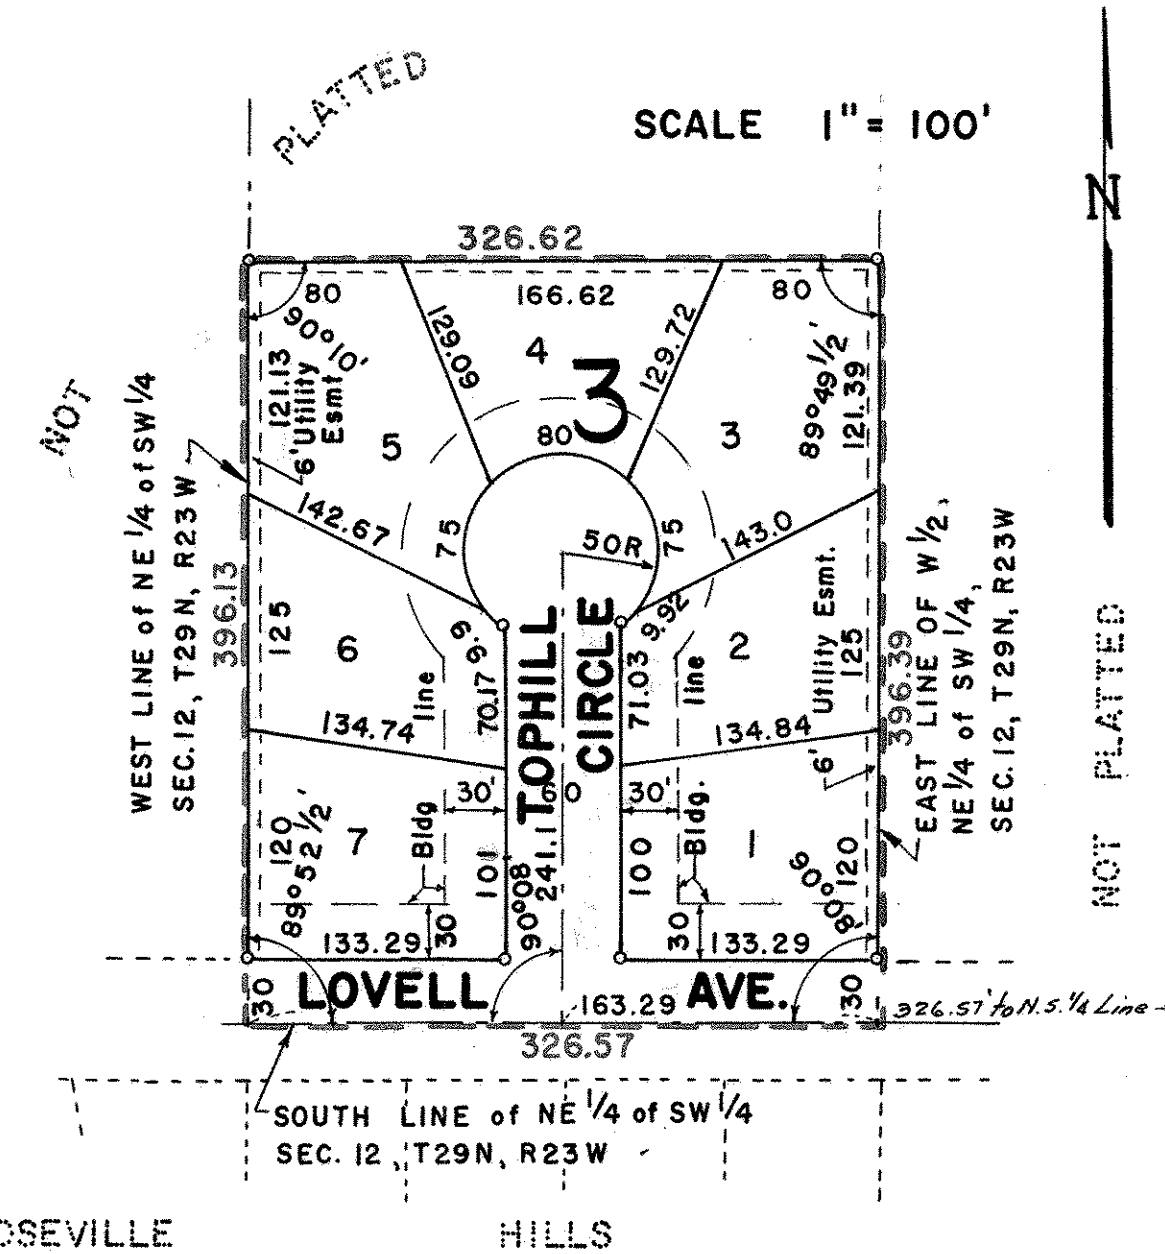 PLATTED
SCALE 1" = 100'
N
326.62
80
166.62
80
90°10'
129.09
4
3
129.72
89°49 1/2'
121.13
6' Utility
Esmt
121.39
NOT
5
80
3
WEST LINE of NE 1/4 of SW 1/4
SEC.12, T29N, R23W
142.67
75
50R
75
143.0
EAST LINE OF W 1/2,
NE 1/4 of SW 1/4,
SEC.12, T29N, R23W
396.13
125
6
9.9
TOPHILL
CIRCLE
9.92
2
Utility Esmt.
6'
125
396.39
NOT PLATTED
line
70.17
71.03
line
134.74
134.84
30'
30'
Bldg
Bldg.
120
89°52 1/2'
7
1
120
90°08'
100
90°08'
241.1
100
133.29
30
30
133.29
30
LOVELL
AVE.
163.29
30
326.57' to N.S. 1/4 Line
326.57
SOUTH LINE of NE 1/4 of SW 1/4
SEC. 12, T29N, R23W
OSEVILLE HILLS